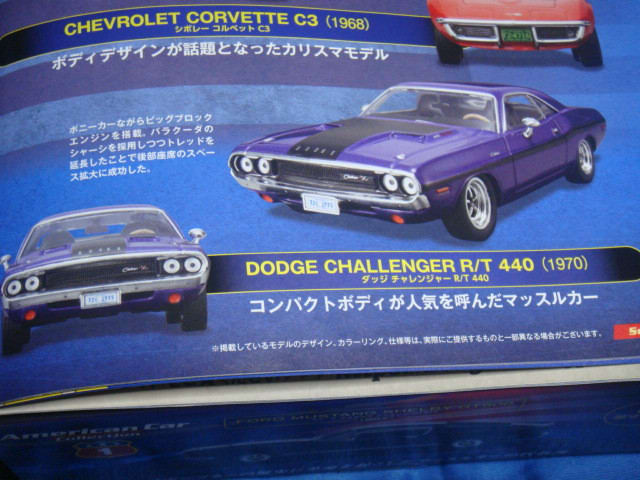 CHEVROLET CORVETTE C3 (1968)
シボレー コルベット C3
ボディデザインが話題となったカリスマモデル
ポニーカーながらビッグブロック
エンジンを搭載。バラクーダの
シャーシを採用しつつトレッドを
延長したことで後部座席のスペー
ス拡大に成功した。
DODGE
DODGE
DODGE CHALLENGER R/T 440 (1970)
ダッジ チャレンジャー R/T 440
コンパクトボディが人気を呼んだマッスルカー
※掲載しているモデルのデザイン、カラーリング、仕様等は、実際にご提供するものと一部異なる場合がございます。
American Car
Collection
1
FORD MUSTANG SHELBY